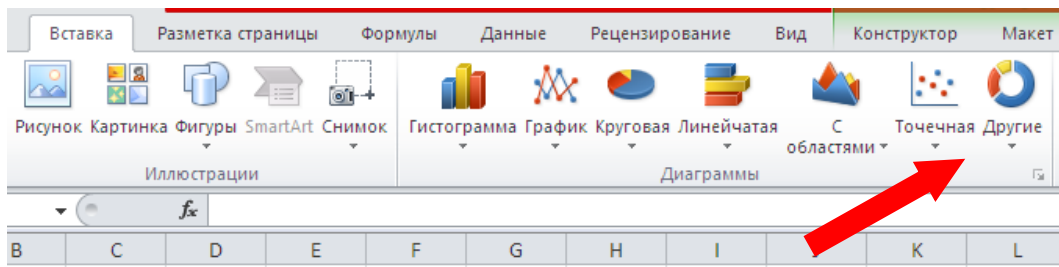 Вставка Разметка страницы Формулы Данные Рецензирование Вид Конструктор Макет
Рисунок Картинка Фигуры SmartArt Снимок Гистограмма График Круговая Линейчатая С областями Точечная Другие
Иллюстрации Диаграммы
fx
B C D E F G H I K L